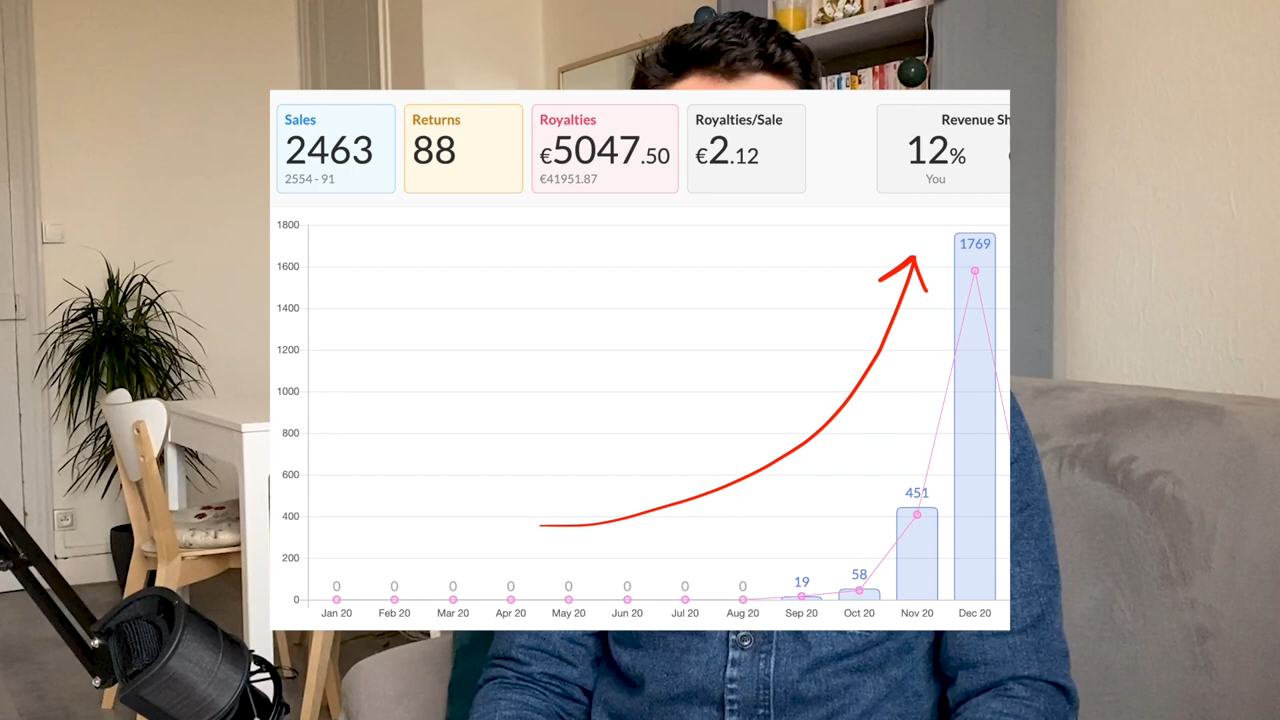 Sales
2463
2554 - 91
Returns
88
Royalties
€5047.50
€41951.87
Royalties/Sale
€2.12
Revenue Sh
12%
You
1800
1600
1400
1200
1000
800
600
400
200
0
1769
451
58
19
0 0 0 0 0 0 0 0
Jan 20 Feb 20 Mar 20 Apr 20 May 20 Jun 20 Jul 20 Aug 20 Sep 20 Oct 20 Nov 20 Dec 20